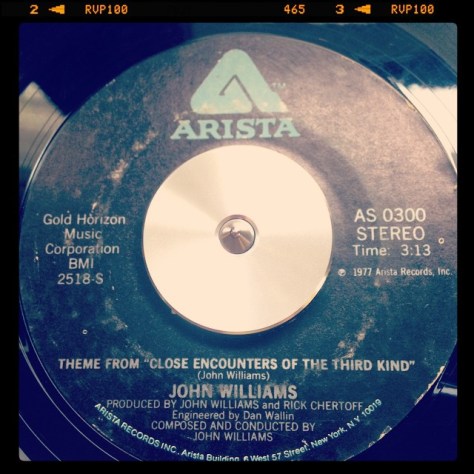 2 RVP100 465 3 RVP100
ARISTA™
Gold Horizon
Music
Corporation
BMI
2518-S
AS 0300
STEREO
Time: 3:13
℗ 1977 Arista Records, Inc.
THEME FROM "CLOSE ENCOUNTERS OF THE THIRD KIND"
(John Williams)
JOHN WILLIAMS
PRODUCED BY JOHN WILLIAMS and RICK CHERTOFF
Engineered by Dan Wallin
COMPOSED AND CONDUCTED BY
JOHN WILLIAMS
ARISTA RECORDS INC. Arista Building, 6 West 57 Street, New York, N.Y. 10019